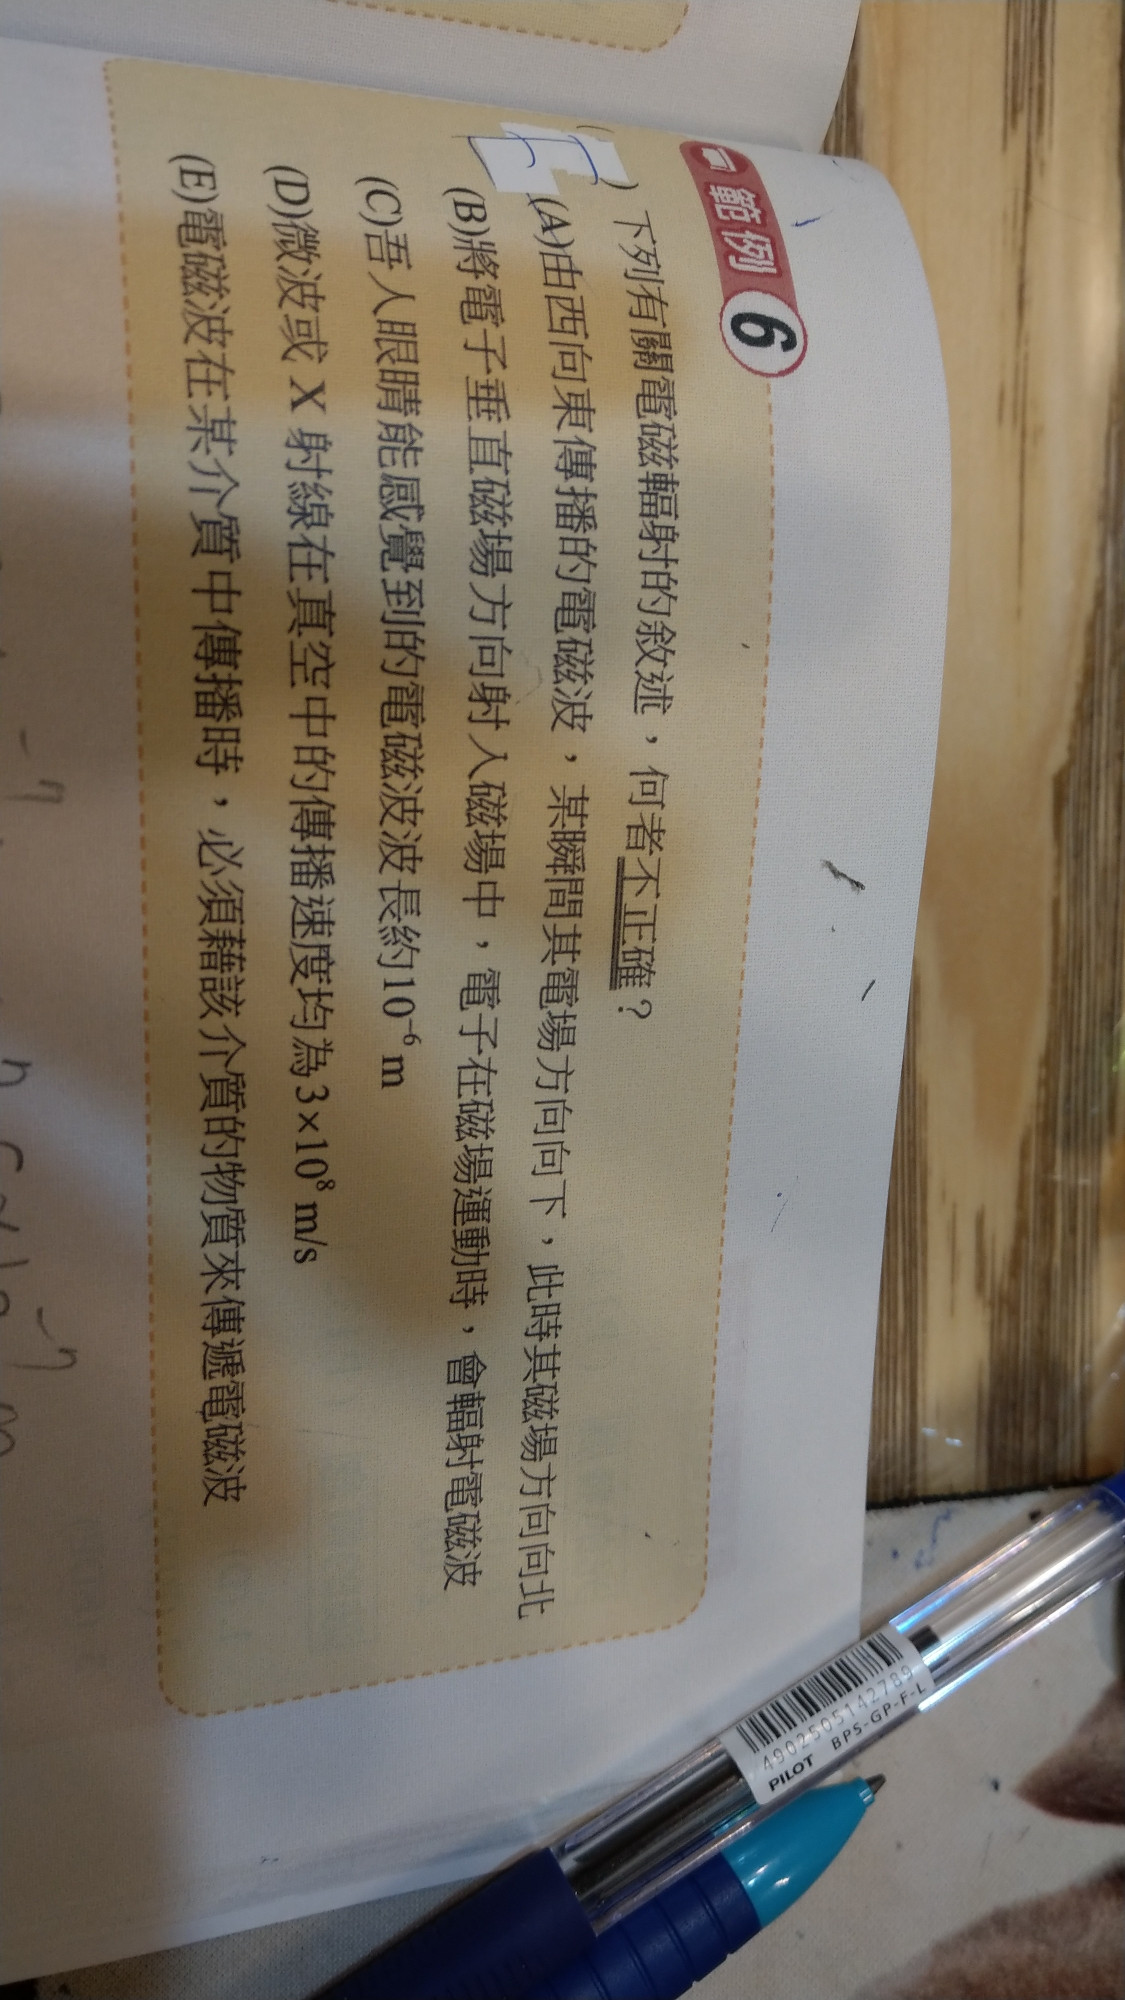 範例 6
( ) 下列有關電磁輻射的敘述，何者不正確？
(A)由西向東傳播的電磁波，某瞬間其電場方向向下，此時其磁場方向向北
(B)將電子垂直磁場方向射入磁場中，電子在磁場運動時，會輻射電磁波
(C)吾人眼睛能感覺到的電磁波波長約10⁻⁶ m
(D)微波或 X 射線在真空中的傳播速度均為 3×10⁸ m/s
(E)電磁波在某介質中傳播時，必須藉該介質的物質來傳遞電磁波
4902505142789
PILOT BPS-GP-F-L